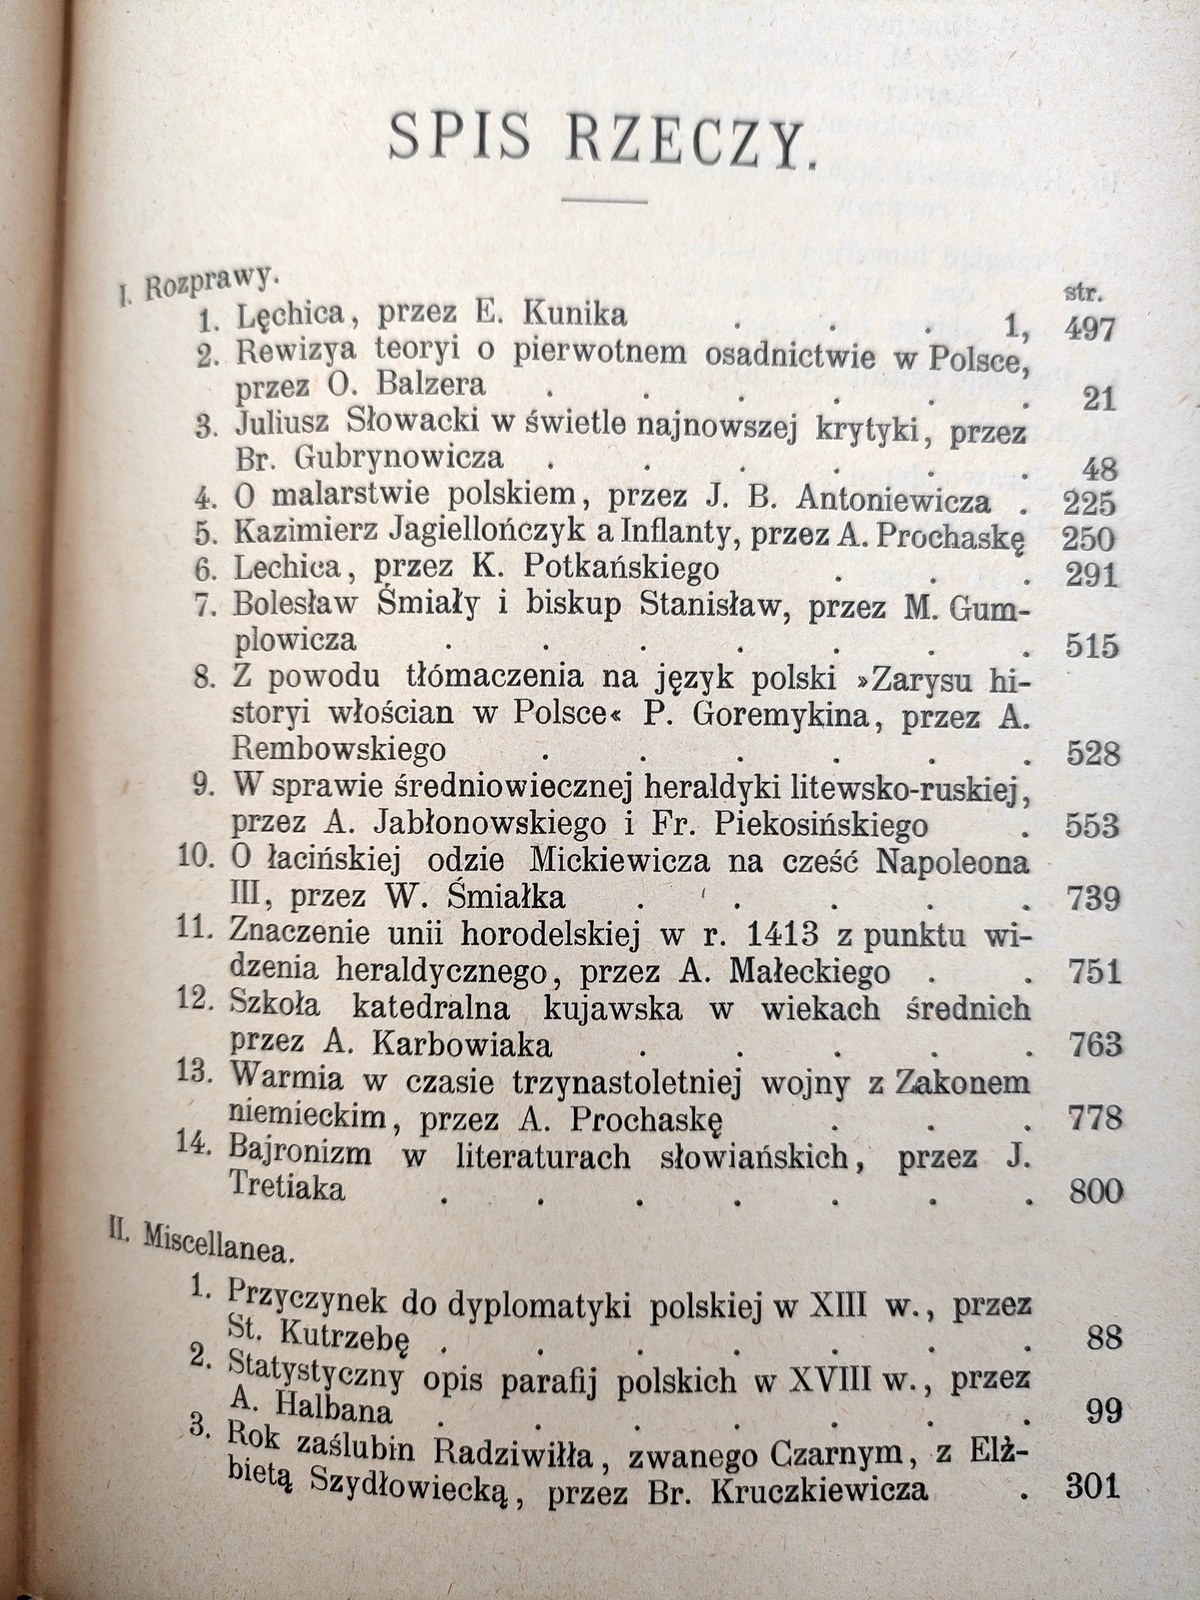 SPIS RZECZY.
I. Rozprawy.
str.
1. Lęchica, przez E. Kunika . . . 1, 497
2. Rewizya teoryi o pierwotnem osadnictwie w Polsce,
przez O. Balzera . . . . . . 21
3. Juliusz Słowacki w świetle najnowszej krytyki, przez
Br. Gubrynowicza . . . . . . 48
4. O malarstwie polskiem, przez J. B. Antoniewicza . 225
5. Kazimierz Jagiellończyk a Inflanty, przez A. Prochaskę 250
6. Lechica, przez K. Potkańskiego . . . 291
7. Bolesław Śmiały i biskup Stanisław, przez M. Gum-
plowicza . . . . . . . 515
8. Z powodu tłómaczenia na język polski »Zarysu hi-
storyi włościan w Polsce« P. Goremykina, przez A.
Rembowskiego . . . . . . 528
9. W sprawie średniowiecznej heraldyki litewsko-ruskiej,
przez A. Jabłonowskiego i Fr. Piekosińskiego . 553
10. O łacińskiej odzie Mickiewicza na cześć Napoleona
III, przez W. Śmiałka . . . . . 739
11. Znaczenie unii horodelskiej w r. 1413 z punktu wi-
dzenia heraldycznego, przez A. Małeckiego . . 751
12. Szkoła katedralna kujawska w wiekach średnich
przez A. Karbowiaka . . . . . 763
13. Warmia w czasie trzynastoletniej wojny z Zakonem
niemieckim, przez A. Prochaskę . . . 778
14. Bajronizm w literaturach słowiańskich, przez J.
Tretiaka . . . . . . . 800
II. Miscellanea.
1. Przyczynek do dyplomatyki polskiej w XIII w., przez
St. Kutrzebę . . . . . . . 88
2. Statystyczny opis parafij polskich w XVIII w., przez
A. Halbana . . . . . . . 99
3. Rok zaślubin Radziwiłła, zwanego Czarnym, z Elż-
bietą Szydłowiecką, przez Br. Kruczkiewicza . 301